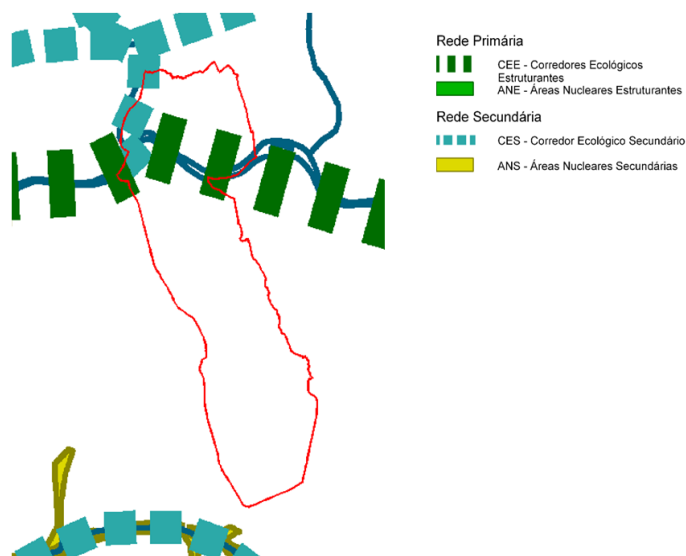 Rede Primária
CEE - Corredores Ecológicos
Estruturantes
ANE - Áreas Nucleares Estruturantes
Rede Secundária
CES - Corredor Ecológico Secundário
ANS - Áreas Nucleares Secundárias